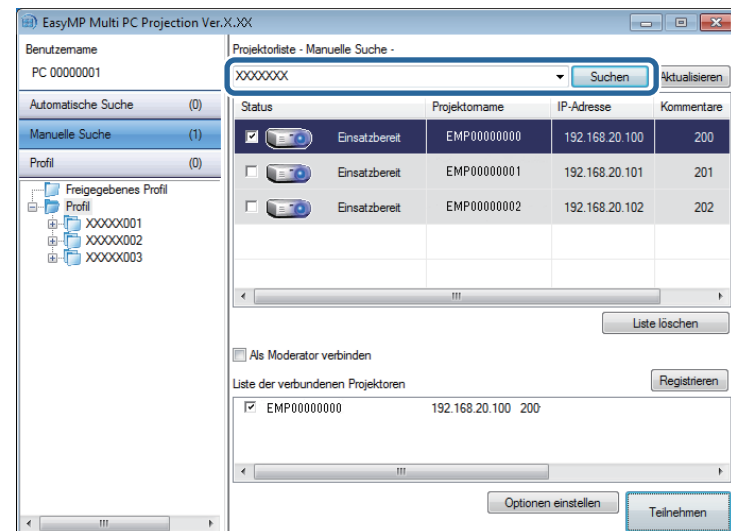 EasyMP Multi PC Projection Ver.X.XX
Benutzername
PC 00000001
Automatische Suche (0)
Manuelle Suche (1)
Profil (0)
Freigegebenes Profil
Profil
XXXXX001
XXXXX002
XXXXX003
Projektorliste - Manuelle Suche -
XXXXXXX Suchen Aktualisieren
Status Projektorname IP-Adresse Kommentare
Einsatzbereit EMP00000000 192.168.20.100 200
Einsatzbereit EMP00000001 192.168.20.101 201
Einsatzbereit EMP00000002 192.168.20.102 202
Liste löschen
Als Moderator verbinden
Liste der verbundenen Projektoren Registrieren
EMP00000000 192.168.20.100 200
Optionen einstellen Teilnehmen